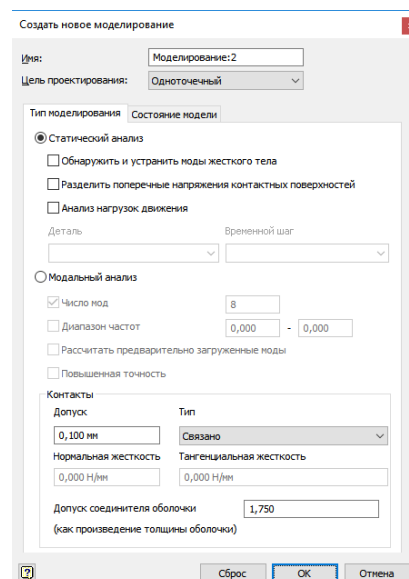 Создать новое моделирование
Имя: Моделирование:2
Цель проектирования: Одноточечный
Тип моделирования Состояние модели
Статический анализ
Обнаружить и устранить моды жесткого тела
Разделить поперечные напряжения контактных поверхностей
Анализ нагрузок движения
Деталь Временной шаг
Модальный анализ
Число мод 8
Диапазон частот 0,000 - 0,000
Рассчитать предварительно загруженные моды
Повышенная точность
Контакты
Допуск Тип
0,100 мм Связано
Нормальная жесткость Тангенциальная жесткость
0,000 Н/мм 0,000 Н/мм
Допуск соединителя оболочки 1,750
(как произведение толщины оболочки)
? Сброс OK Отмена